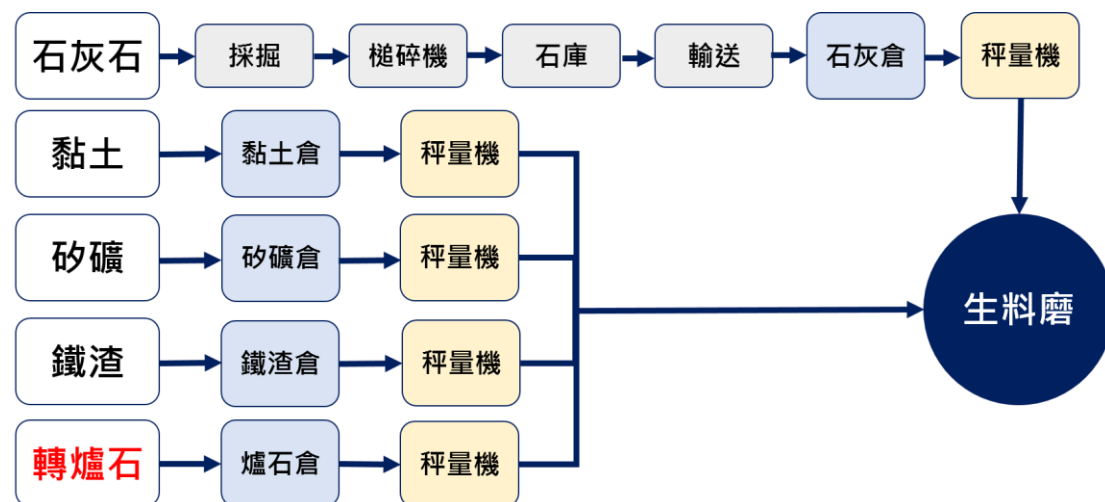 石灰石
採掘
槌碎機
石庫
輸送
石灰倉
秤量機
黏土
黏土倉
秤量機
矽礦
矽礦倉
秤量機
生料磨
鐵渣
鐵渣倉
秤量機
轉爐石
爐石倉
秤量機